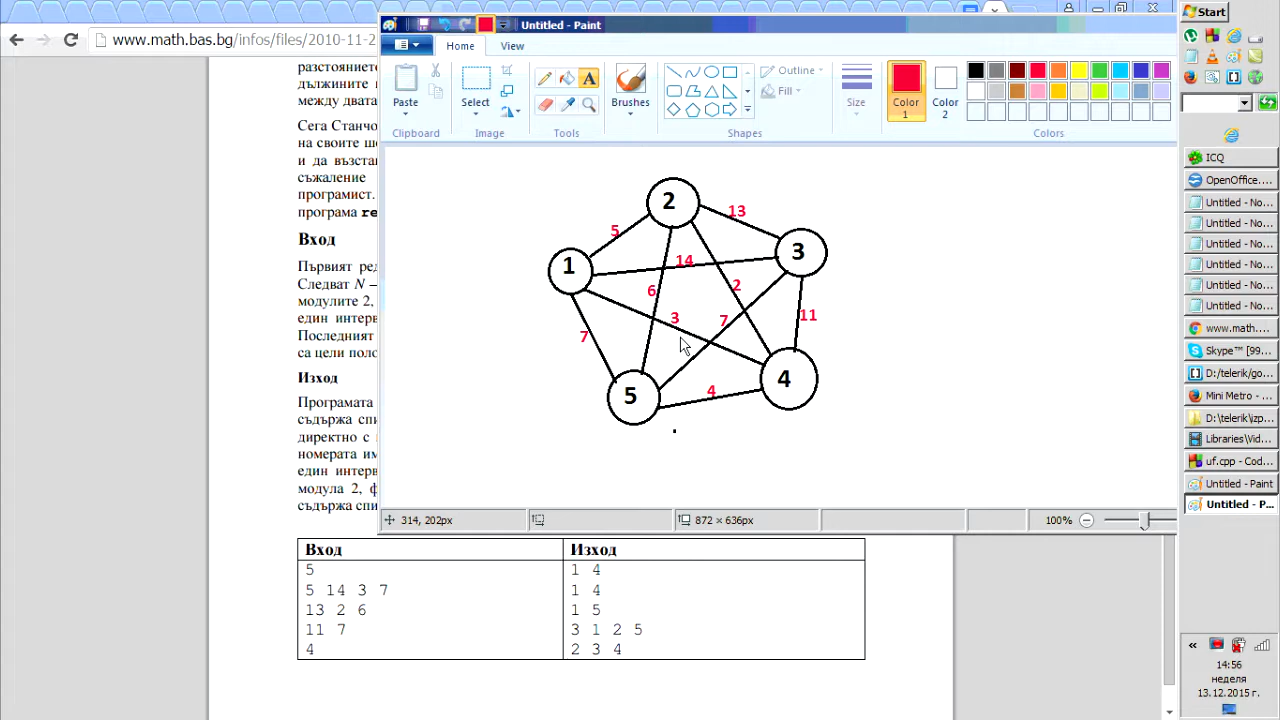 Untitled - Paint
www.math.bas.bg/infos/files/2010-11-2
Home
View
Paste
Select
Brushes
Outline
Fill
Size
Color
1
Color
2
Clipboard
Image
Tools
Shapes
Colors
разстояниет
дължините
между двата
Сега Станчо
на своите
и да възста
съжаление
програмист.
програма re
Вход
Първият ред
Следват N –
модулите 2,
един интерв
Последният
са цели поло
Изход
Програмата
съдържа спи
директно с
номерата им
един интерв
модула 2,
съдържа спи
2
13
5
3
1
14
6
2
3
7
11
7
4
5
4
314, 202px
872 × 636px
100%
Вход Изход
5
5 14 3 7
13 2 6
11 7
4
1 4
1 4
1 5
3 1 2 5
2 3 4
Start
ICQ
OpenOffice....
Untitled - No...
Untitled - No...
Untitled - No...
Untitled - No...
Untitled - No...
Untitled - No...
www.math....
Skype™ [99...
D:/telerik/go...
Mini Metro - ...
D:\telerik\izp...
Libraries\Vid...
uf.cpp - Cod...
Untitled - Paint
Untitled - P...
14:56
неделя
13.12.2015 г.